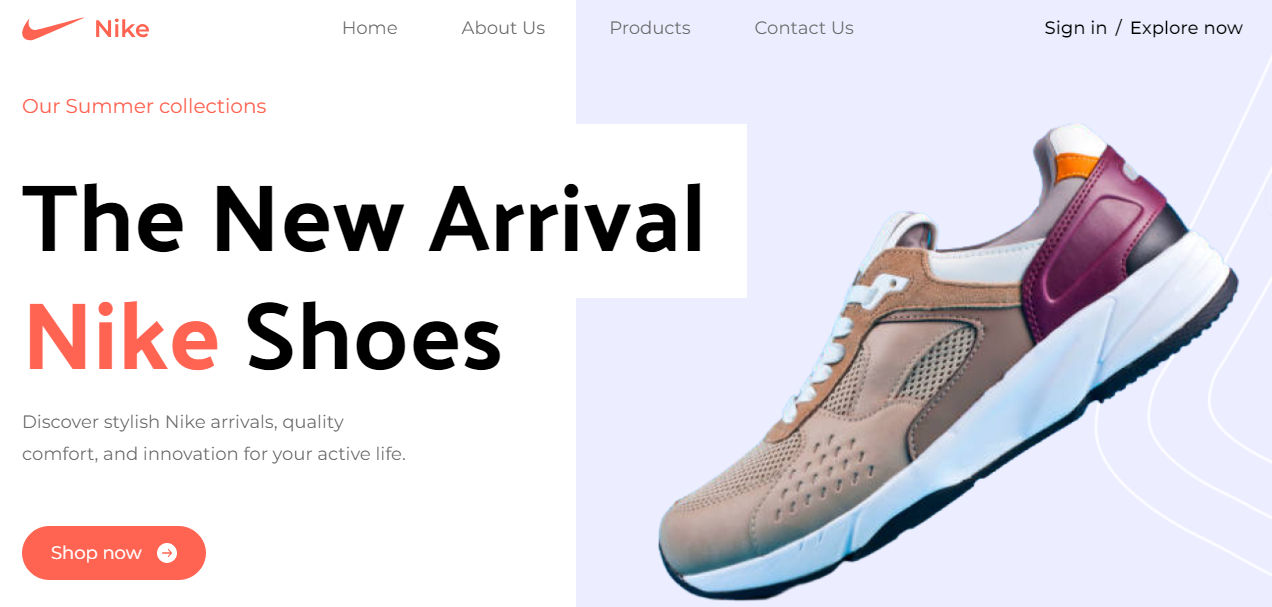 Nike
Home
About Us
Products
Contact Us
Sign in / Explore now
Our Summer collections
The New Arrival
Nike Shoes
Discover stylish Nike arrivals, quality
comfort, and innovation for your active life.
Shop now